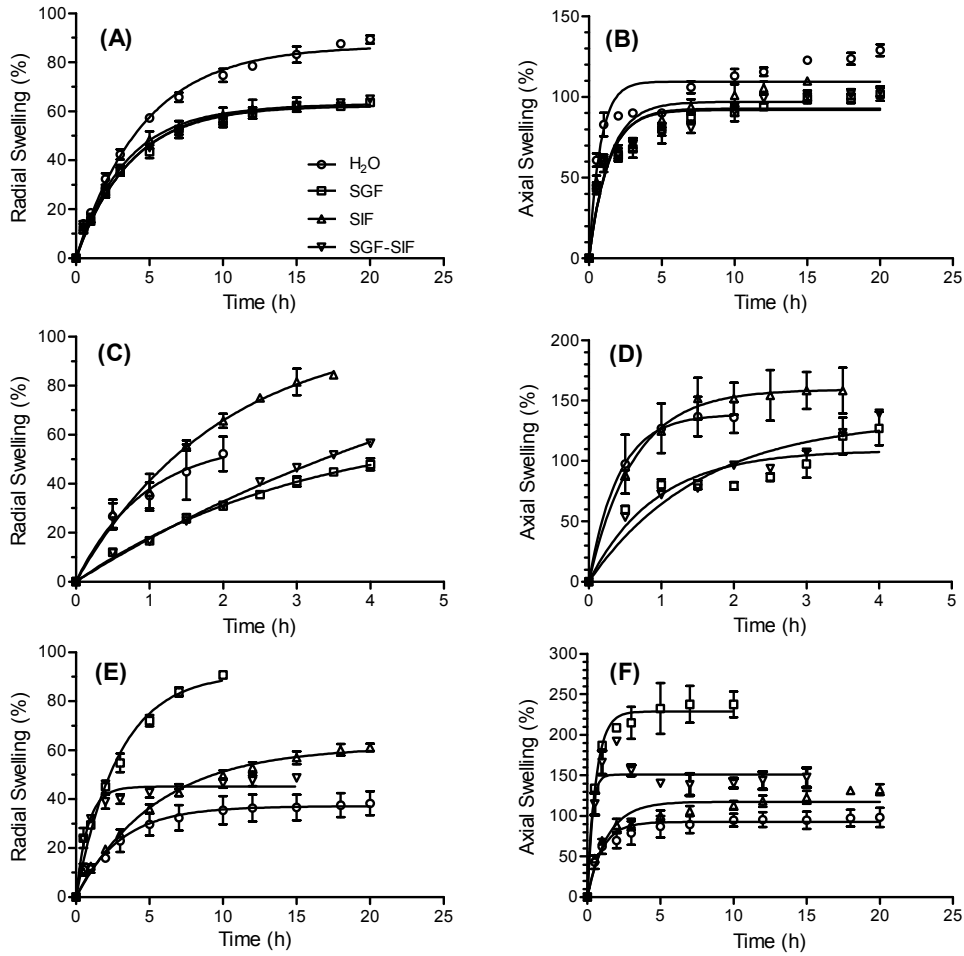 (A)
Radial Swelling (%)
100
80
60
40
20
0
0 5 10 15 20 25
Time (h)
H₂O
SGF
SIF
SGF-SIF
(B)
Axial Swelling (%)
150
100
50
0
0 5 10 15 20 25
Time (h)
(C)
Radial Swelling (%)
100
80
60
40
20
0
0 1 2 3 4 5
Time (h)
(D)
Axial Swelling (%)
200
150
100
50
0
0 1 2 3 4 5
Time (h)
(E)
Radial Swelling (%)
100
80
60
40
20
0
0 5 10 15 20 25
Time (h)
(F)
Axial Swelling (%)
300
250
200
150
100
50
0
0 5 10 15 20 25
Time (h)